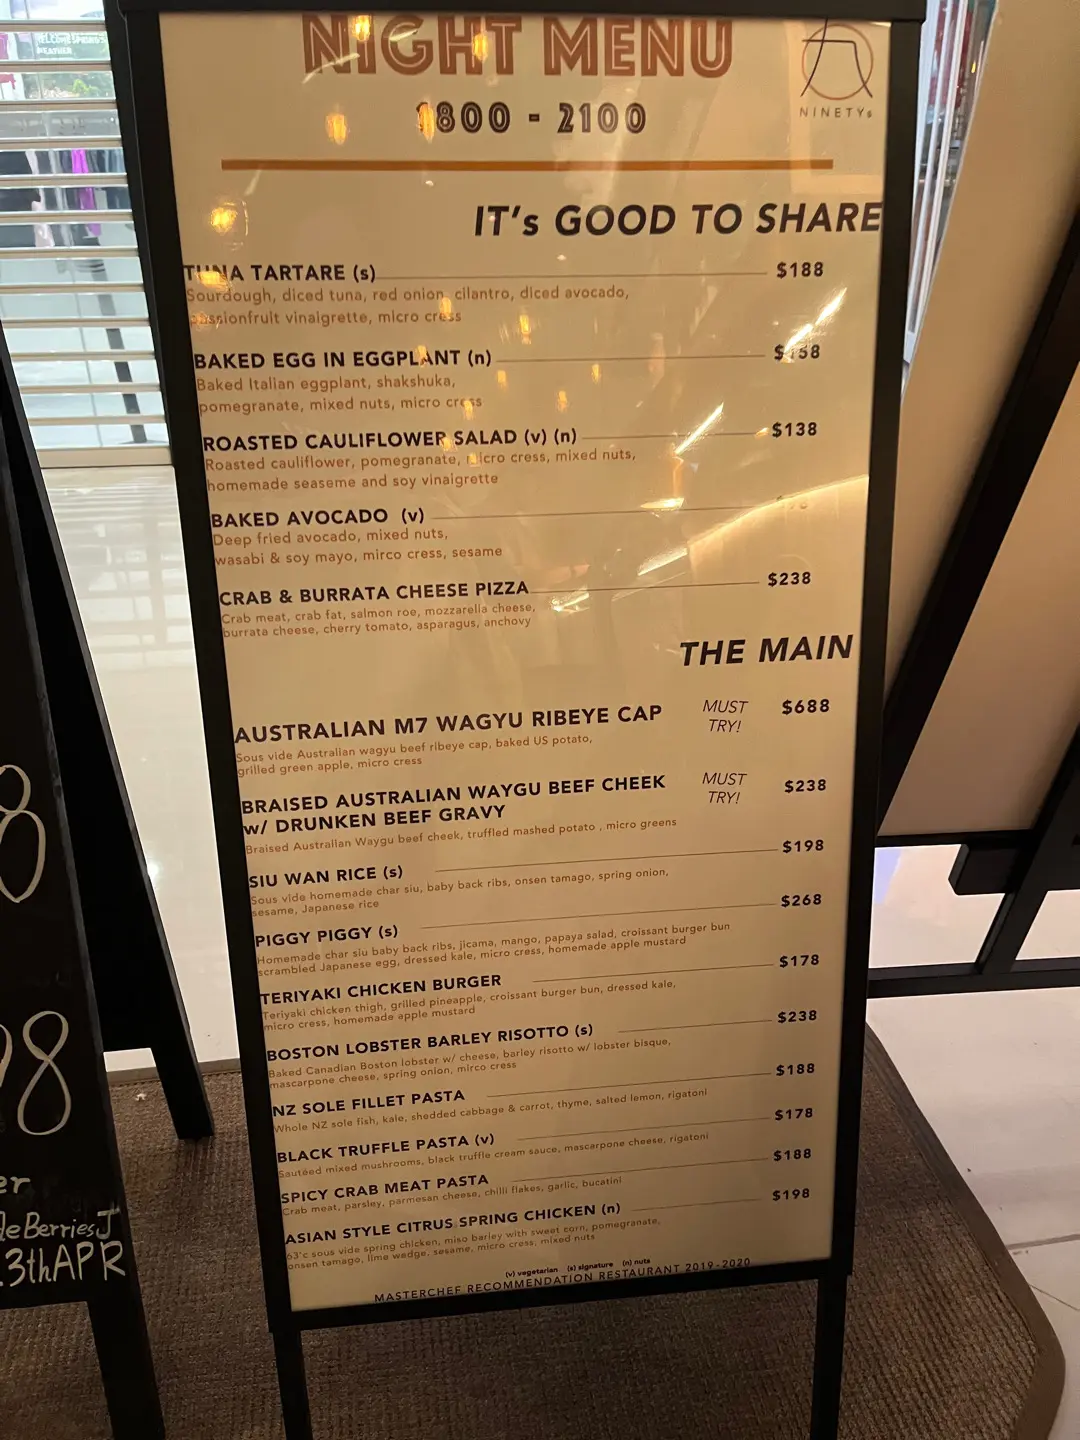 NIGHT MENU
1800 - 2100
NINETYs
IT's GOOD TO SHARE
TUNA TARTARE (s) $188
Sourdough, diced tuna, red onion, cilantro, diced avocado,
passionfruit vinaigrette, micro cress
BAKED EGG IN EGGPLANT (n) $158
Baked Italian eggplant, shakshuka,
pomegranate, mixed nuts, micro cress
ROASTED CAULIFLOWER SALAD (v) (n) $138
Roasted cauliflower, pomegranate, micro cress, mixed nuts,
homemade seaseme and soy vinaigrette
BAKED AVOCADO (v)
Deep fried avocado, mixed nuts,
wasabi & soy mayo, mirco cress, sesame
CRAB & BURRATA CHEESE PIZZA $238
Crab meat, crab fat, salmon roe, mozzarella cheese,
burrata cheese, cherry tomato, asparagus, anchovy
THE MAIN
AUSTRALIAN M7 WAGYU RIBEYE CAP MUST TRY! $688
Sous vide Australian wagyu beef ribeye cap, baked US potato,
grilled green apple, micro cress
BRAISED AUSTRALIAN WAYGU BEEF CHEEK MUST TRY! $238
w/ DRUNKEN BEEF GRAVY
Braised Australian Waygu beef cheek, truffled mashed potato , micro greens
SIU WAN RICE (s) $198
Sous vide homemade char siu, baby back ribs, onsen tamago, spring onion,
sesame, Japanese rice
PIGGY PIGGY (s) $268
Homemade char siu baby back ribs, jicama, mango, papaya salad, croissant burger bun
scrambled Japanese egg, dressed kale, micro cress, homemade apple mustard
TERIYAKI CHICKEN BURGER $178
Teriyaki chicken thigh, grilled pineapple, croissant burger bun, dressed kale,
micro cress, homemade apple mustard
BOSTON LOBSTER BARLEY RISOTTO (s) $238
Baked Canadian Boston lobster w/ cheese, barley risotto w/ lobster bisque,
mascarpone cheese, spring onion, mirco cress
NZ SOLE FILLET PASTA $188
Whole NZ sole fish, kale, shedded cabbage & carrot, thyme, salted lemon, rigatoni
BLACK TRUFFLE PASTA (v) $178
Sautéed mixed mushrooms, black truffle cream sauce, mascarpone cheese, rigatoni
SPICY CRAB MEAT PASTA $188
Crab meat, parsley, parmesan cheese, chilli flakes, garlic, bucatini
ASIAN STYLE CITRUS SPRING CHICKEN (n) $198
63'c sous vide spring chicken, miso barley with sweet corn, pomegranate,
onsen tamago, lime wedge, sesame, micro cress, mixed nuts
(v) vegetarian (s) signature (n) nuts
MASTERCHEF RECOMMENDATION RESTAURANT 2019-2020
8
98
er
le Berries J
13thAPR